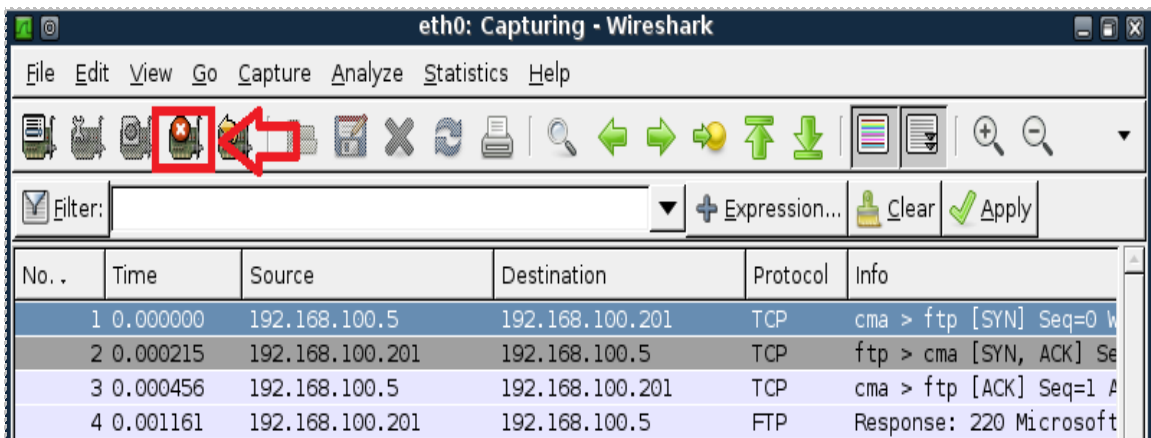 eth0: Capturing - Wireshark
File Edit View Go Capture Analyze Statistics Help
Filter: Expression... Clear Apply
No. . Time Source Destination Protocol Info
1 0.000000 192.168.100.5 192.168.100.201 TCP cma > ftp [SYN] Seq=0 W
2 0.000215 192.168.100.201 192.168.100.5 TCP ftp > cma [SYN, ACK] Se
3 0.000456 192.168.100.5 192.168.100.201 TCP cma > ftp [ACK] Seq=1 A
4 0.001161 192.168.100.201 192.168.100.5 FTP Response: 220 Microsoft